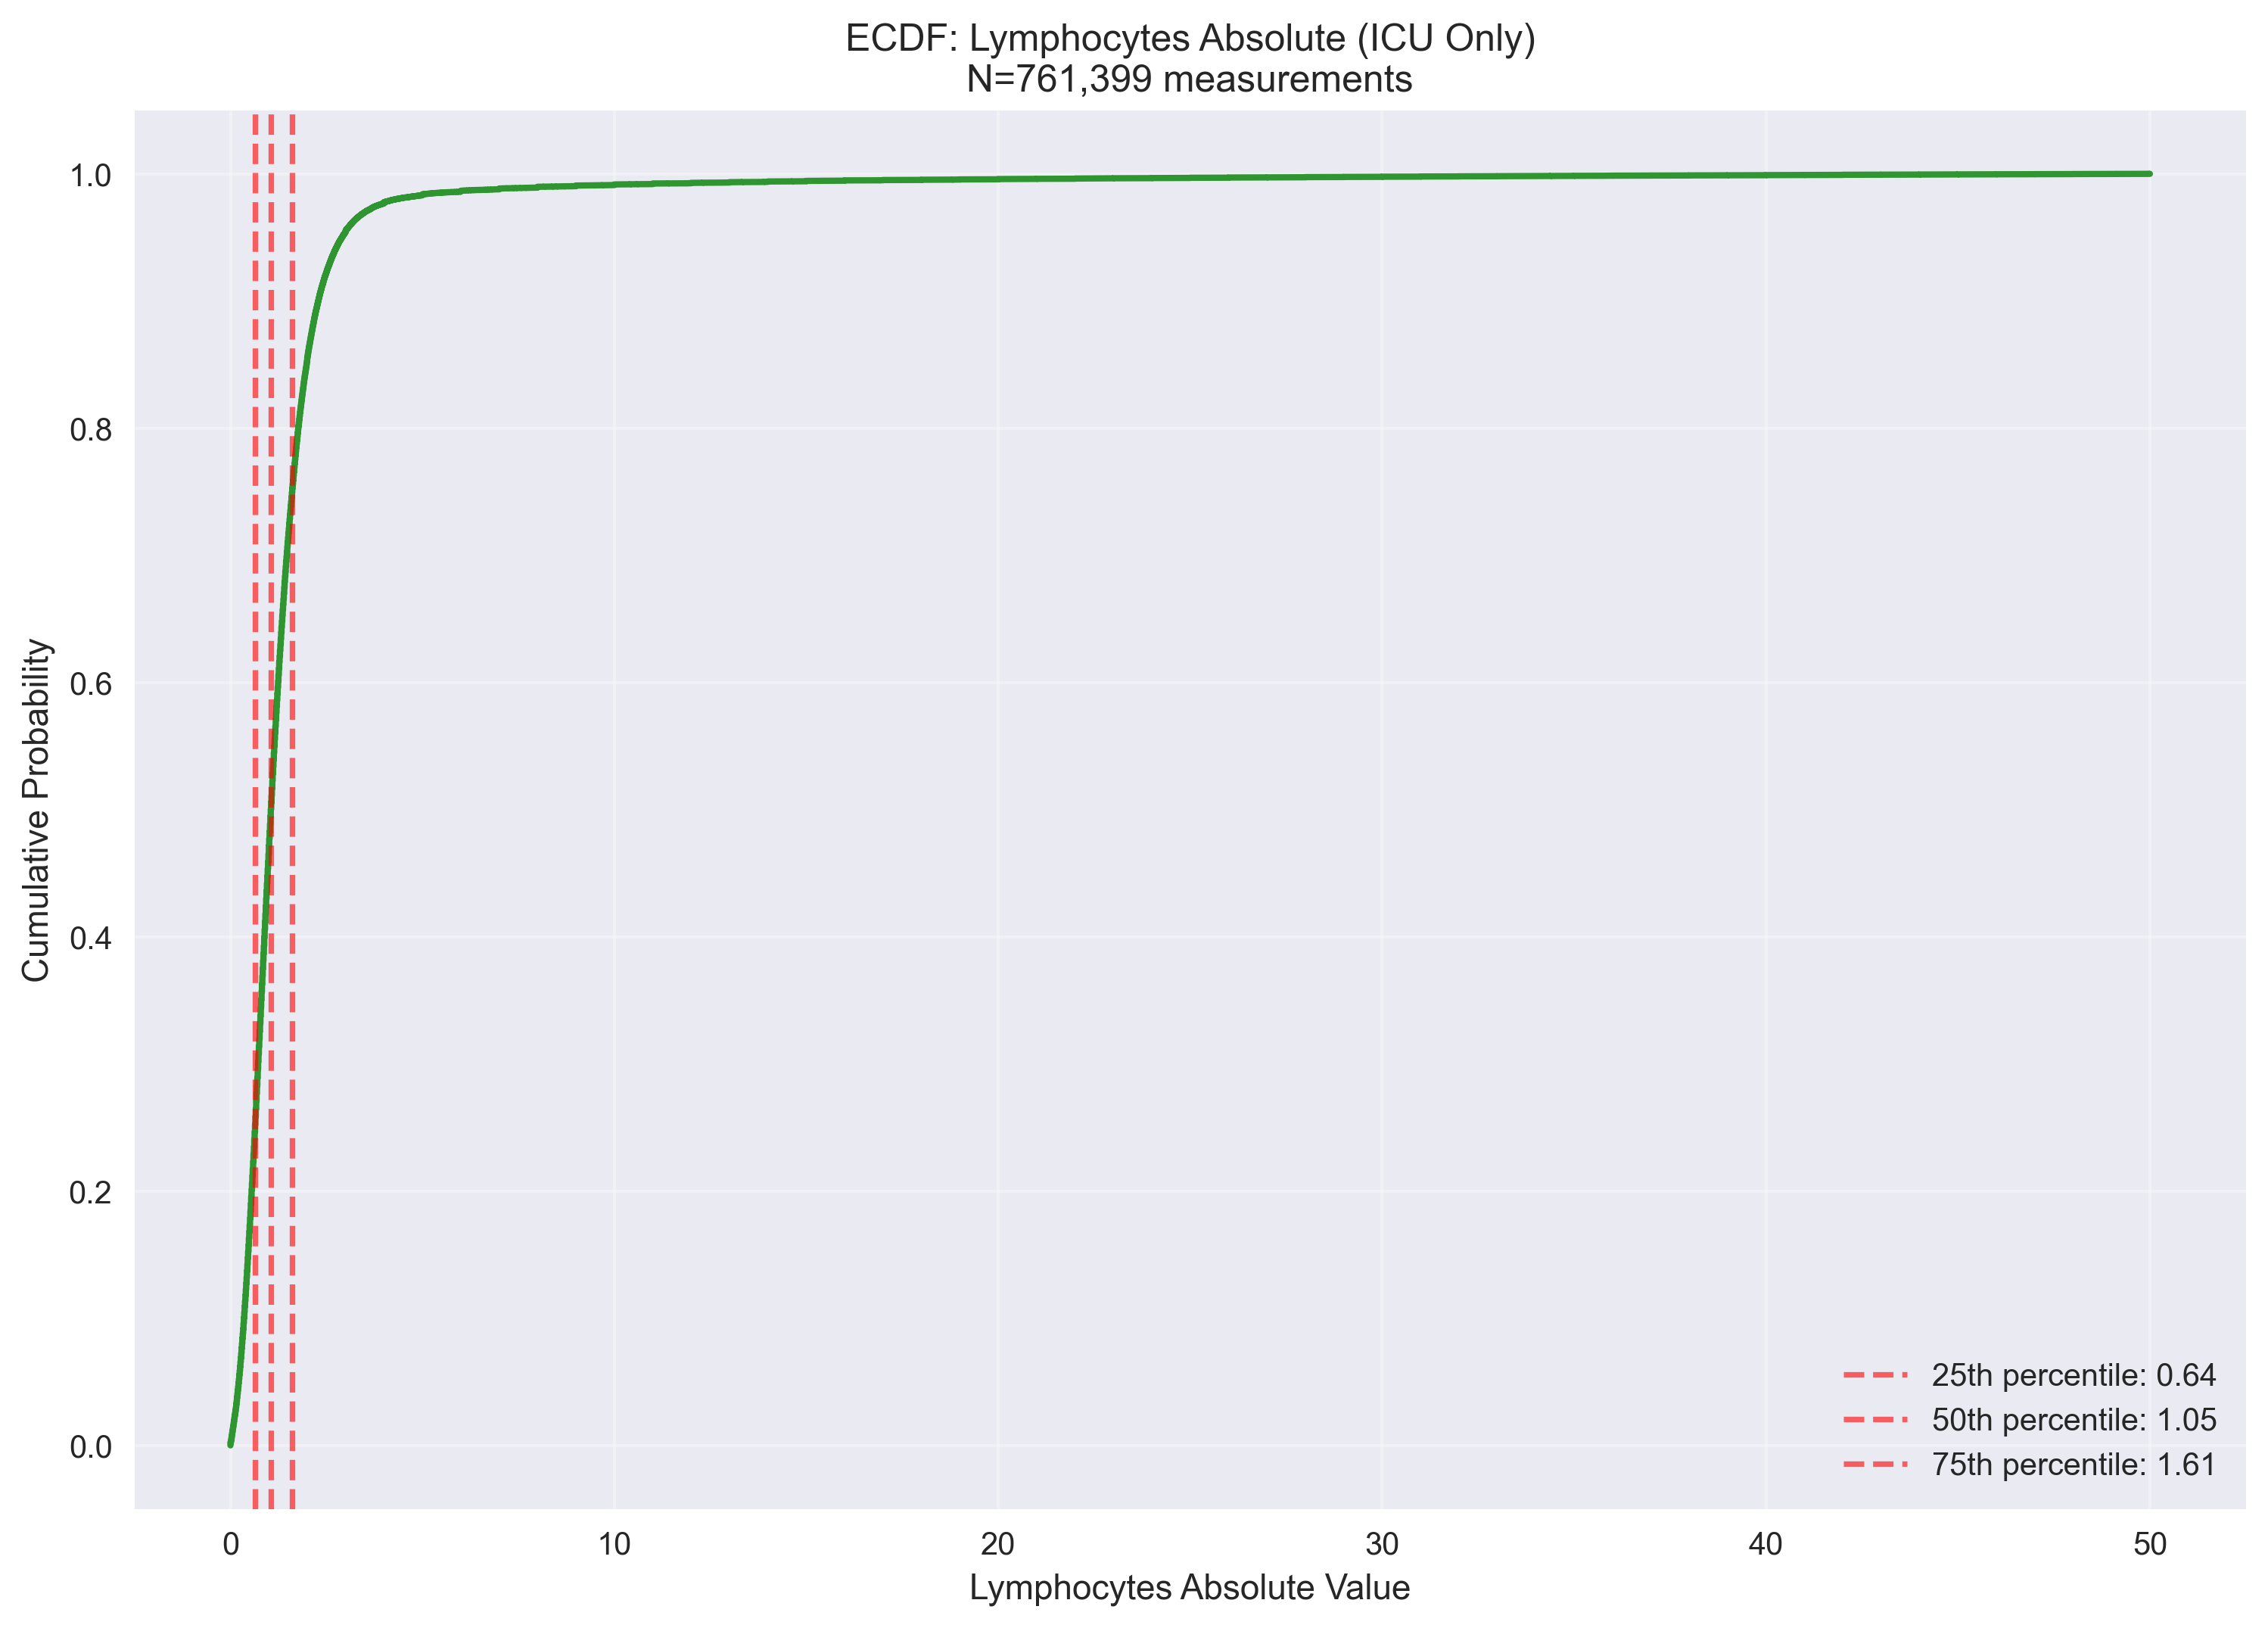 ECDF: Lymphocytes Absolute (ICU Only)
N=761,399 measurements
Cumulative Probability
1.0
0.8
0.6
0.4
0.2
0.0
25th percentile: 0.64
50th percentile: 1.05
75th percentile: 1.61
0 10 20 30 40 50
Lymphocytes Absolute Value